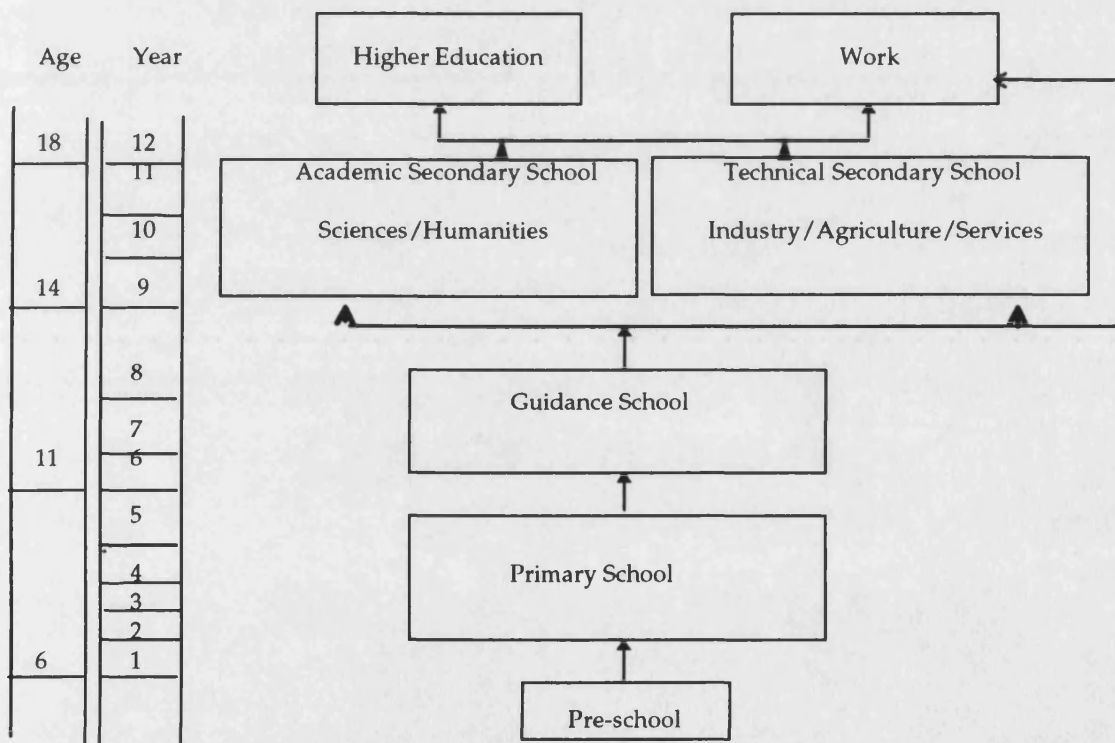 Higher Education
Work
Age Year
18 12
11
Academic Secondary School
Technical Secondary School
10
Sciences/Humanities
Industry/Agriculture/Services
14 9
8
Guidance School
7
11 6
5
4
Primary School
3
2
6 1
Pre-school